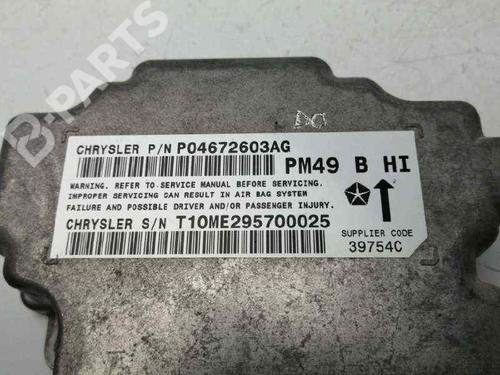 B-PARTS
CHRYSLER P/N P04672603AG
PM49 B HI
WARNING. REFER TO SERVICE MANUAL BEFORE SERVICING.
IMPROPER SERVICING CAN RESULT IN AIR BAG SYSTEM
FAILURE AND POSSIBLE DRIVER AND/OR PASSENGER INJURY.
CHRYSLER S/N T10ME295700025
SUPPLIER CODE
39754C